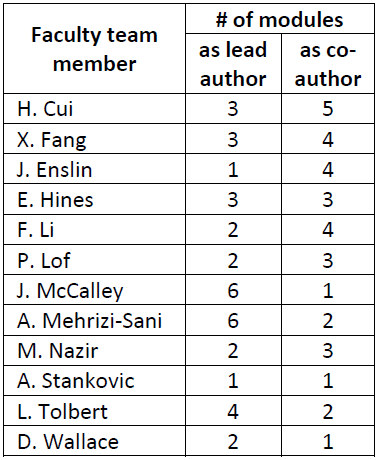 Faculty team member # of modules
as lead author as co-author
H. Cui 3 5
X. Fang 3 4
J. Enslin 1 4
E. Hines 3 3
F. Li 2 4
P. Lof 2 3
J. McCalley 6 1
A. Mehrizi-Sani 6 2
M. Nazir 2 3
A. Stankovic 1 1
L. Tolbert 4 2
D. Wallace 2 1